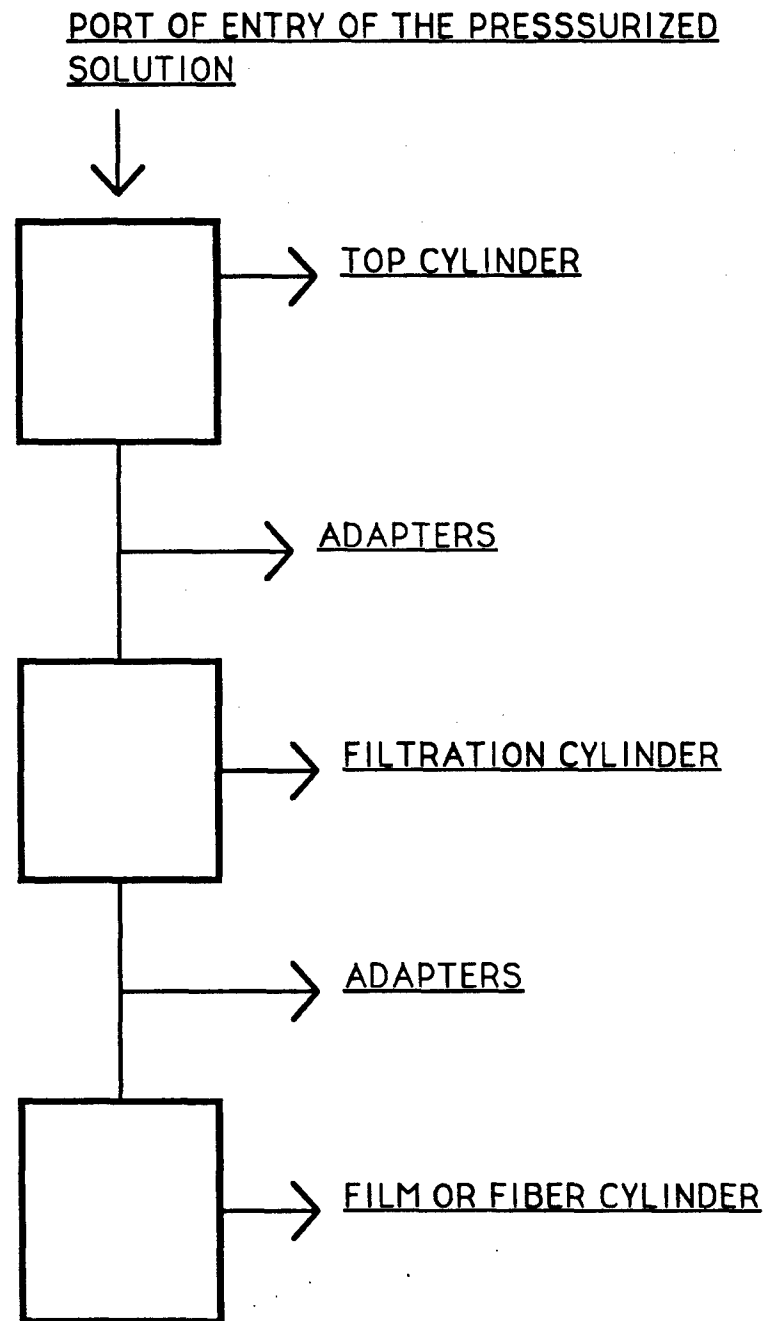 PORT OF ENTRY OF THE PRESSSURIZED
SOLUTION
TOP CYLINDER
ADAPTERS
FILTRATION CYLINDER
ADAPTERS
FILM OR FIBER CYLINDER